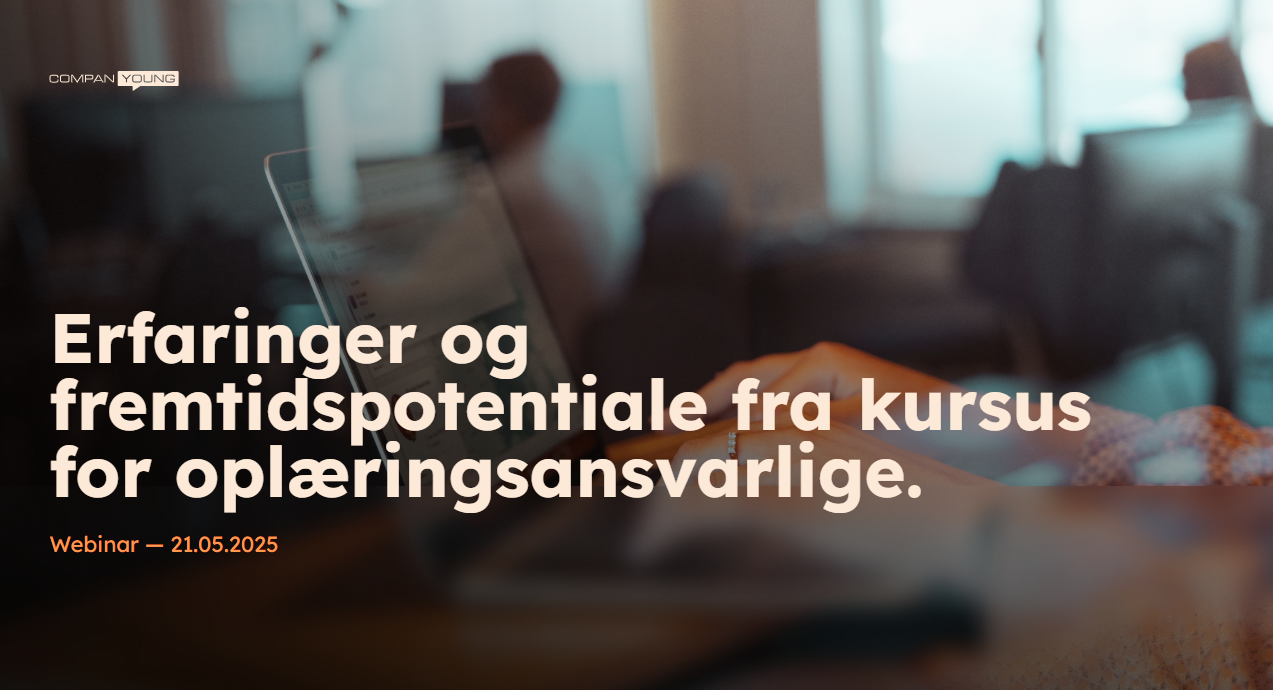 COMPAN YOUNG
Erfaringer og
fremtidspotentiale fra kursus
for oplæringsansvarlige.
Webinar — 21.05.2025